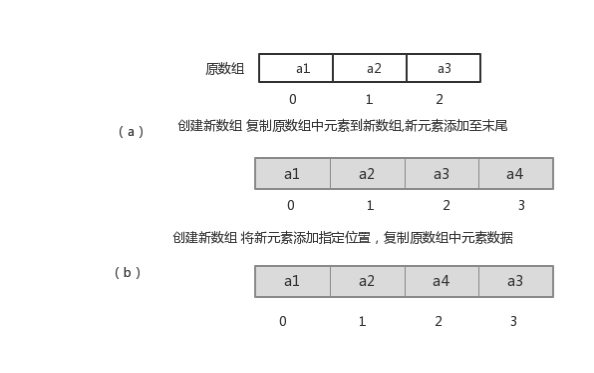 原数组 a1 a2 a3
0 1 2
(a) 创建新数组 复制原数组中元素到新数组,新元素添加至末尾
a1 a2 a3 a4
0 1 2 3
创建新数组 将新元素添加指定位置，复制原数组中元素数据
(b) a1 a2 a4 a3
0 1 2 3